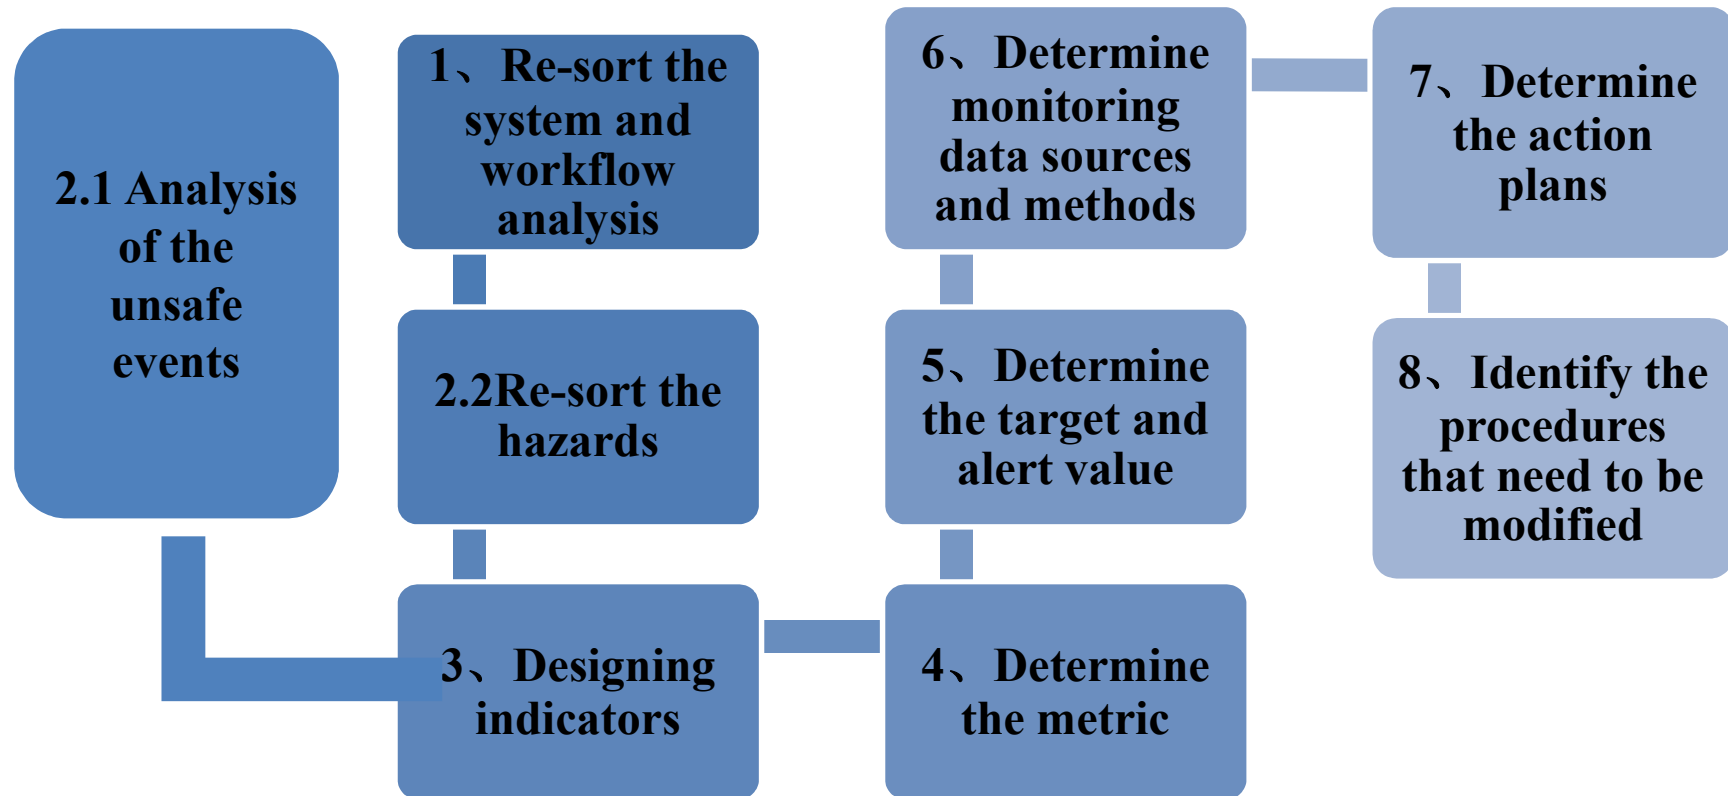 2.1 Analysis
of the
unsafe
events
1、Re-sort the
system and
workflow
analysis
2.2Re-sort the
hazards
3、Designing
indicators
4、Determine
the metric
5、Determine
the target and
alert value
6、Determine
monitoring
data sources
and methods
7、Determine
the action
plans
8、Identify the
procedures
that need to be
modified